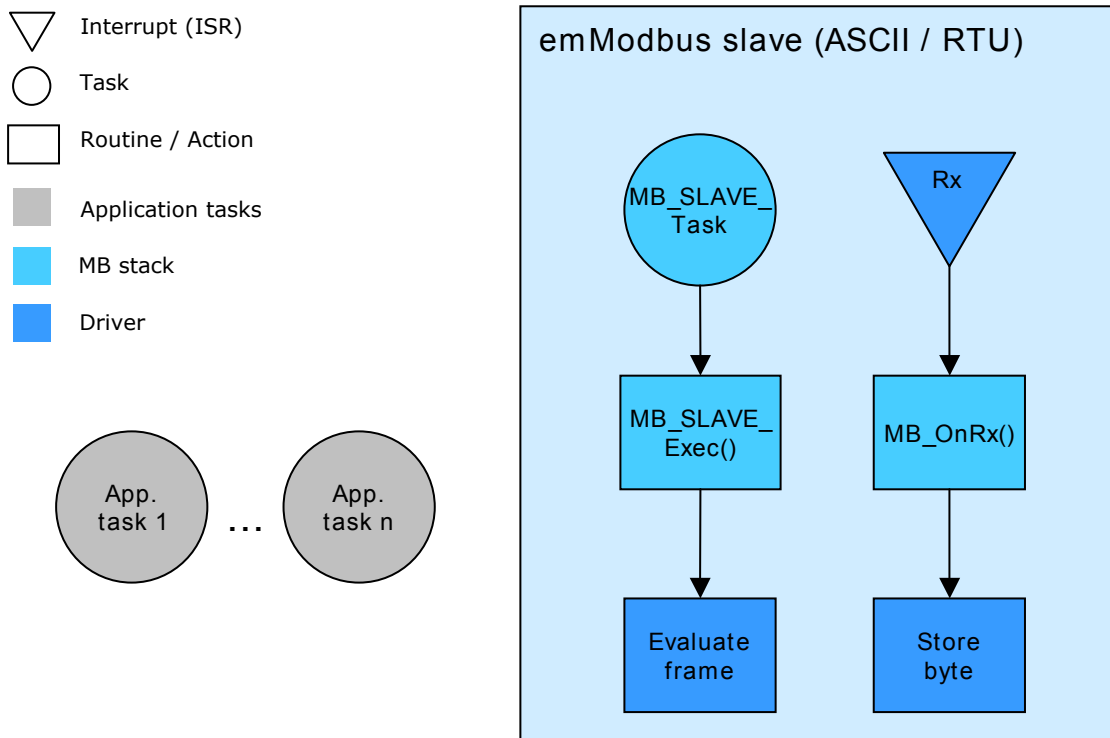 Interrupt (ISR)
Task
Routine / Action
Application tasks
MB stack
Driver
App.
task 1
...
App.
task n
emModbus slave (ASCII / RTU)
MB_SLAVE_
Task
Rx
MB_SLAVE_
Exec()
MB_OnRx()
Evaluate
frame
Store
byte